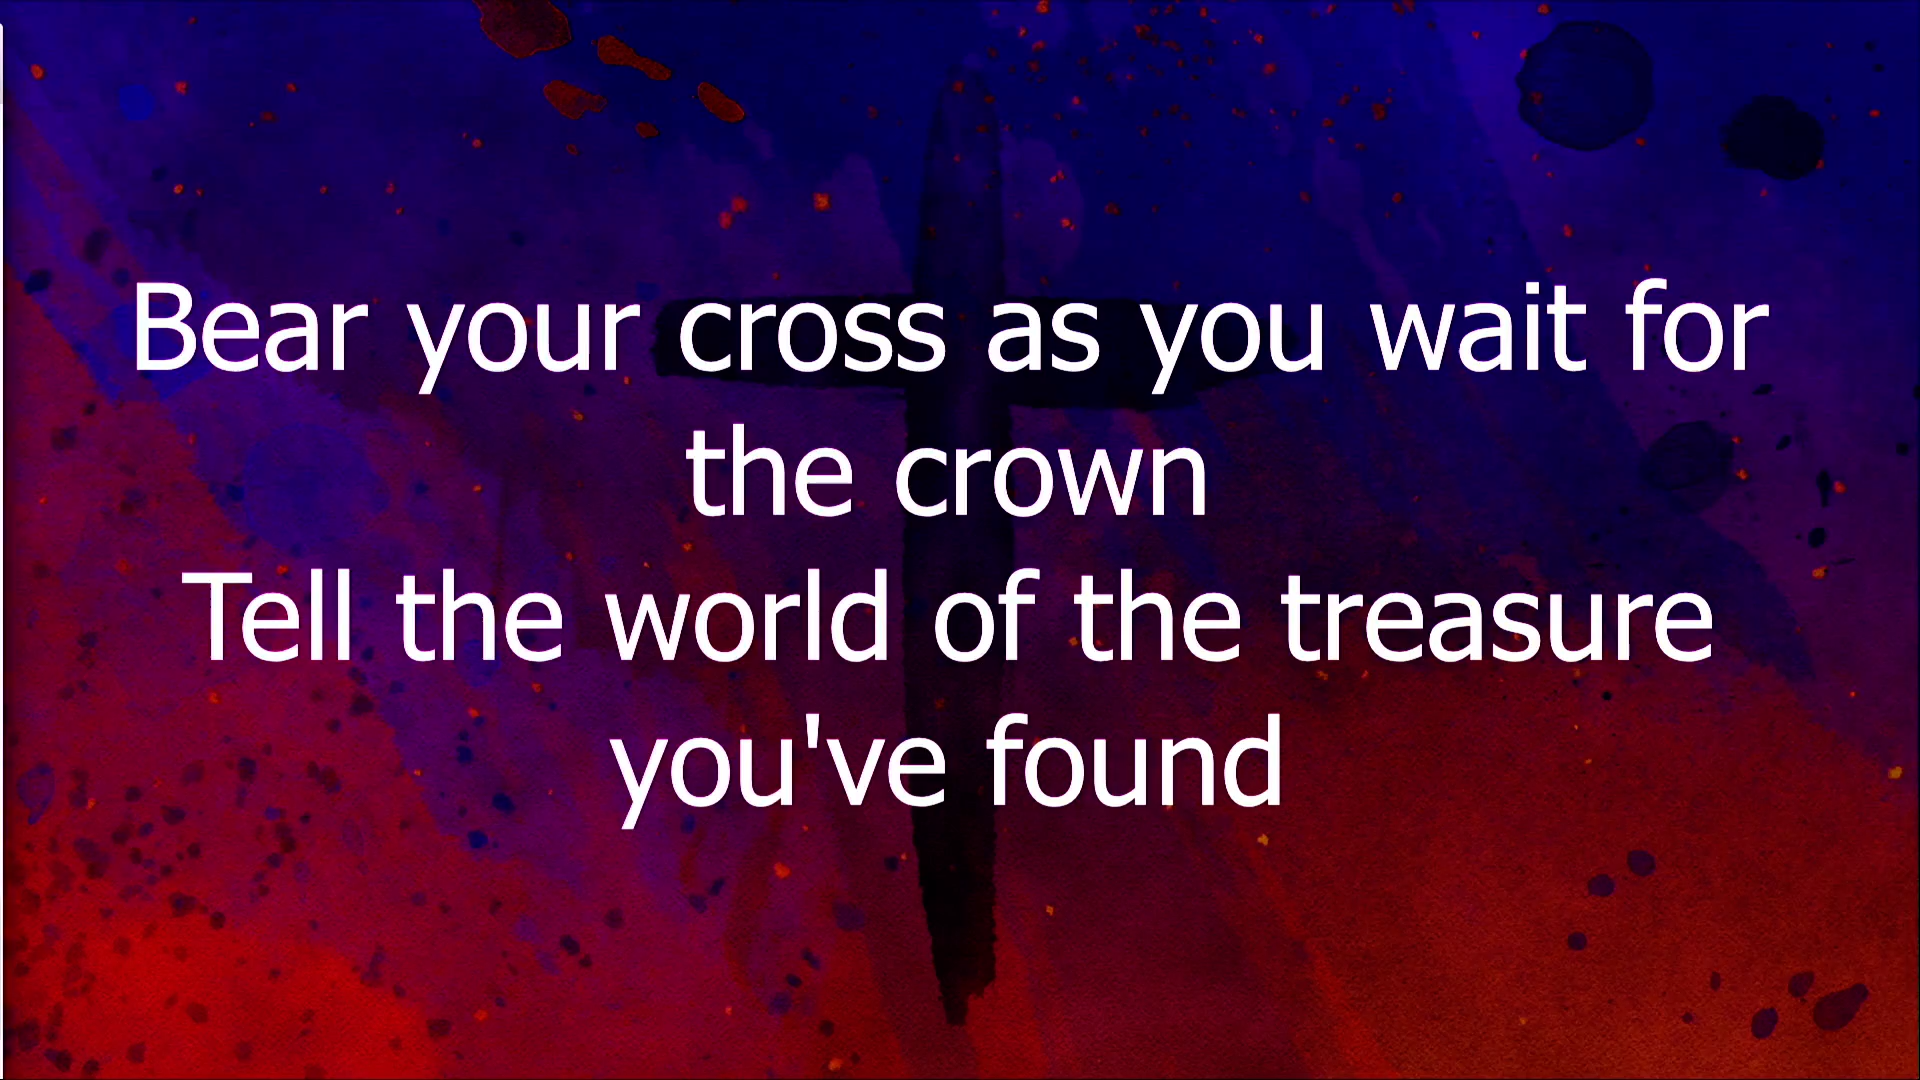 Bear your cross as you wait for
the crown
Tell the world of the treasure
you've found